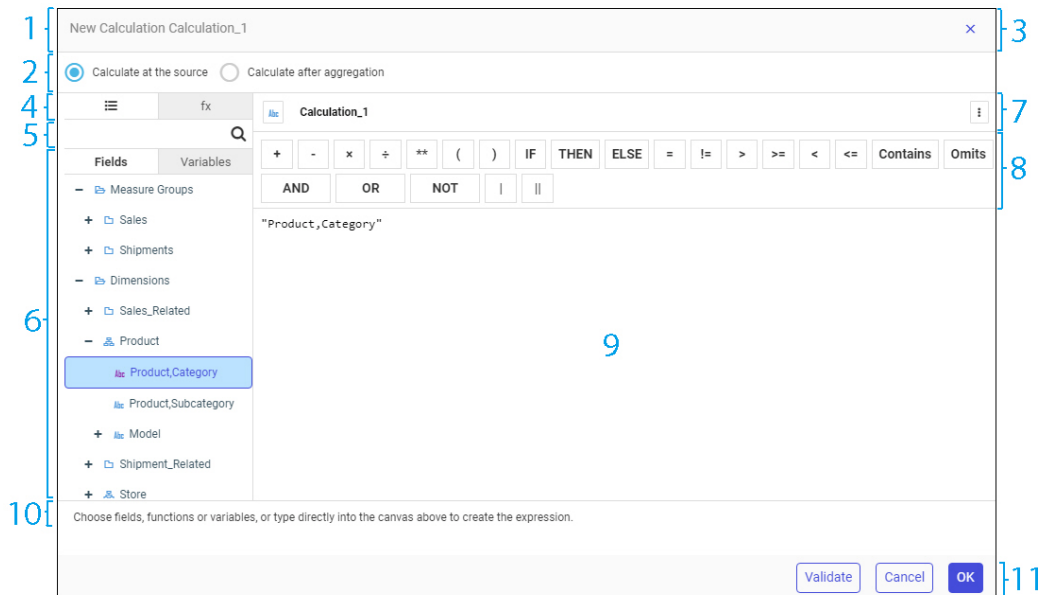 1 New Calculation Calculation_1 × 3
2 Calculate at the source Calculate after aggregation
4 fx Abc Calculation_1 7
5
Fields Variables + - × ÷ ** ( ) IF THEN ELSE = != > >= < <= Contains Omits 8
AND OR NOT | ||
6 Measure Groups "Product,Category" 9
+ Sales
+ Shipments
- Dimensions
+ Sales_Related
- Product
Abc Product,Category
Abc Product,Subcategory
+ Abc Model
+ Shipment_Related
+ Store
10 Choose fields, functions or variables, or type directly into the canvas above to create the expression.
Validate Cancel OK 11